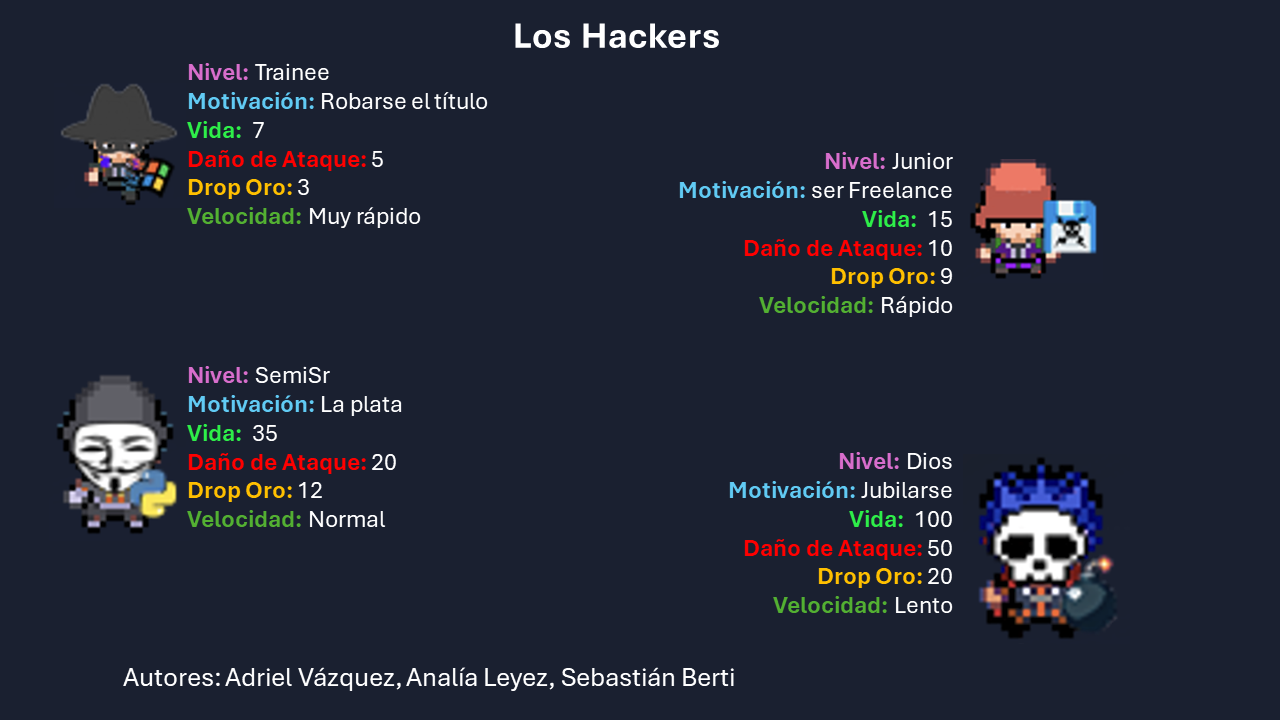 Los Hackers
Nivel: Trainee
Motivación: Robarse el título
Vida: 7
Daño de Ataque: 5
Drop Oro: 3
Velocidad: Muy rápido
Nivel: Junior
Motivación: ser Freelance
Vida: 15
Daño de Ataque: 10
Drop Oro: 9
Velocidad: Rápido
Nivel: SemiSr
Motivación: La plata
Vida: 35
Daño de Ataque: 20
Drop Oro: 12
Velocidad: Normal
Nivel: Dios
Motivación: Jubilarse
Vida: 100
Daño de Ataque: 50
Drop Oro: 20
Velocidad: Lento
Autores: Adriel Vázquez, Analía Leyez, Sebastián Berti